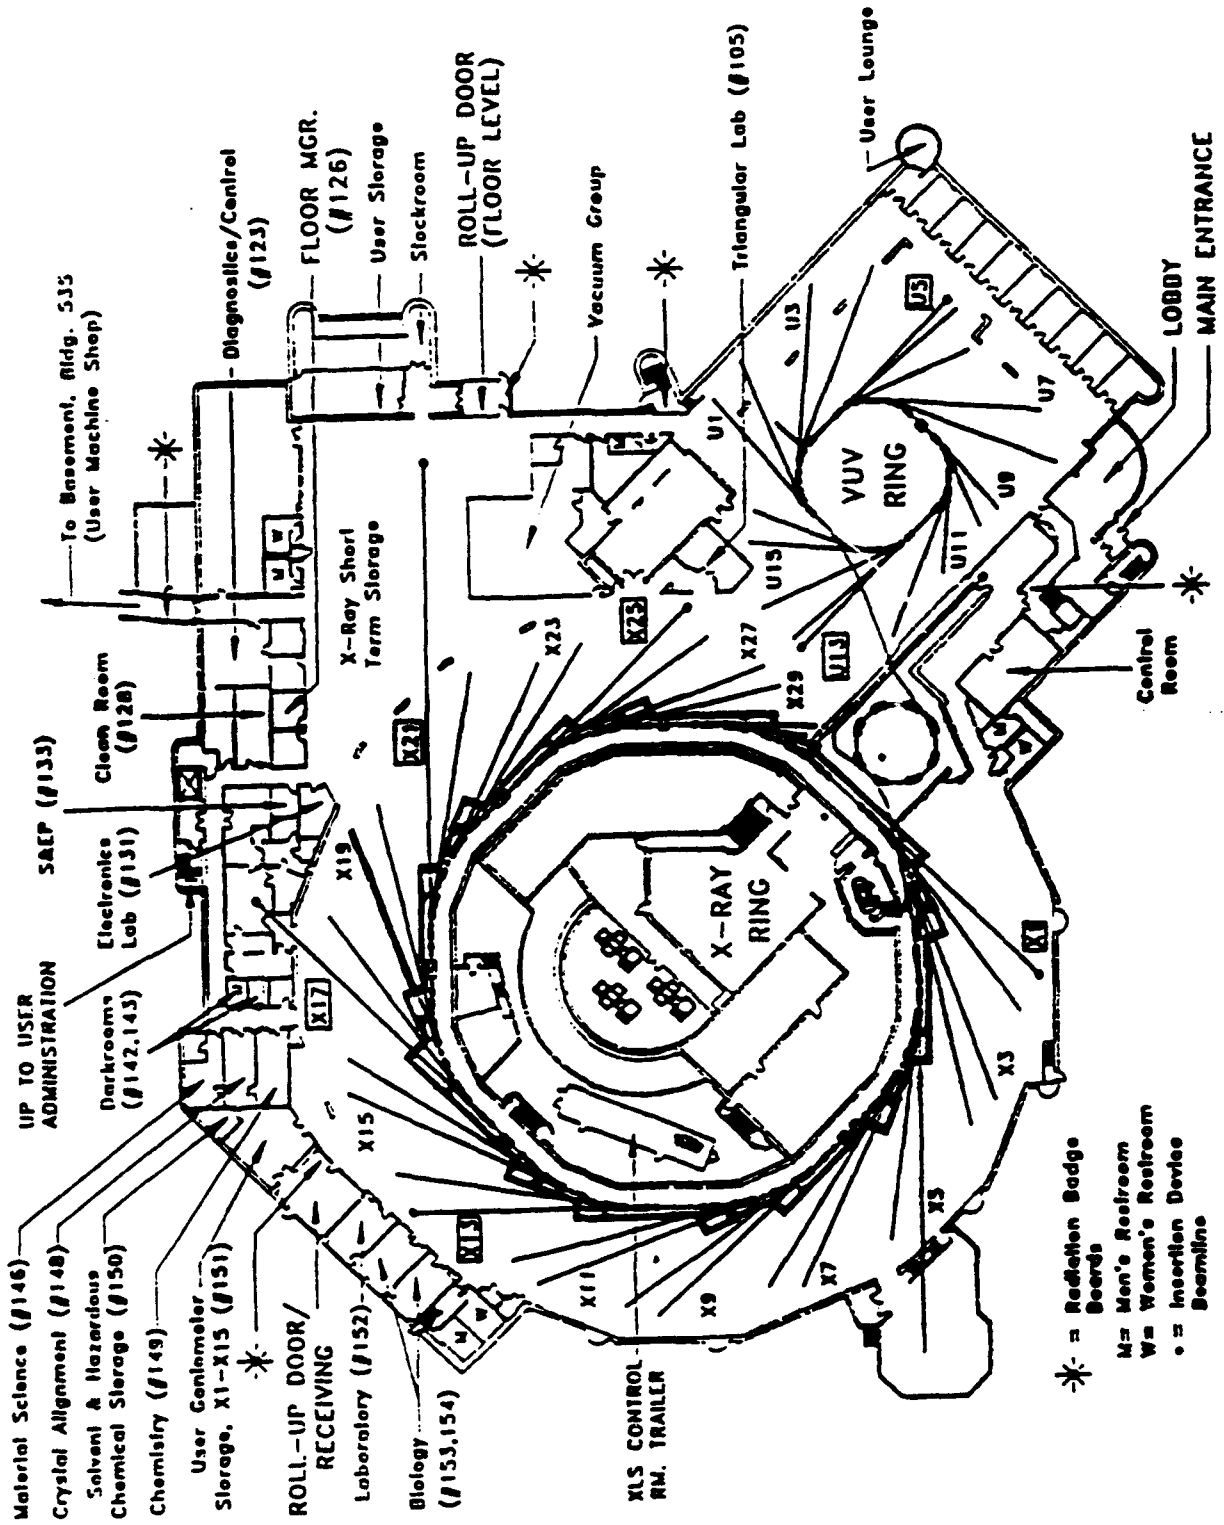 Material Science (#146)
Crystal Alignment (#148)
Solvent & Hazardous
Chemical Storage (#150)
Chemistry (#149)
User Goniometer
Storage, X1-X15 (#151)
ROLL-UP DOOR/
RECEIVING
Laboratory (#152)
Biology
(#153,154)
UP TO USER
ADMINISTRATION
Darkrooms
(#142,143)
Electronics
Lab (#131)
SAEP (#133)
Clean Room
(#128)
To Basement, Bldg. 535
(User Machine Shop)
Diagnostics/Control
(#123)
FLOOR MGR.
(#126)
User Storage
Stockroom
ROLL-UP DOOR
(FLOOR LEVEL)
Vacuum Group
Triangular Lab (#105)
User Lounge
LOBBY
MAIN ENTRANCE
Control
Room
X-Ray Short
Term Storage
X-RAY
RING
VUV
RING
XLS CONTROL
RM. TRAILER
X1
X3
X5
X7
X9
X11
X13
X15
X17
X19
X21
X23
X25
X27
X29
U1
U3
U5
U7
U9
U11
U13
U15
M
W
M
W
M
W
M
= Radiation Badge
Boards
M= Men's Restroom
W= Women's Restroom
• = Insertion Device
Beamline